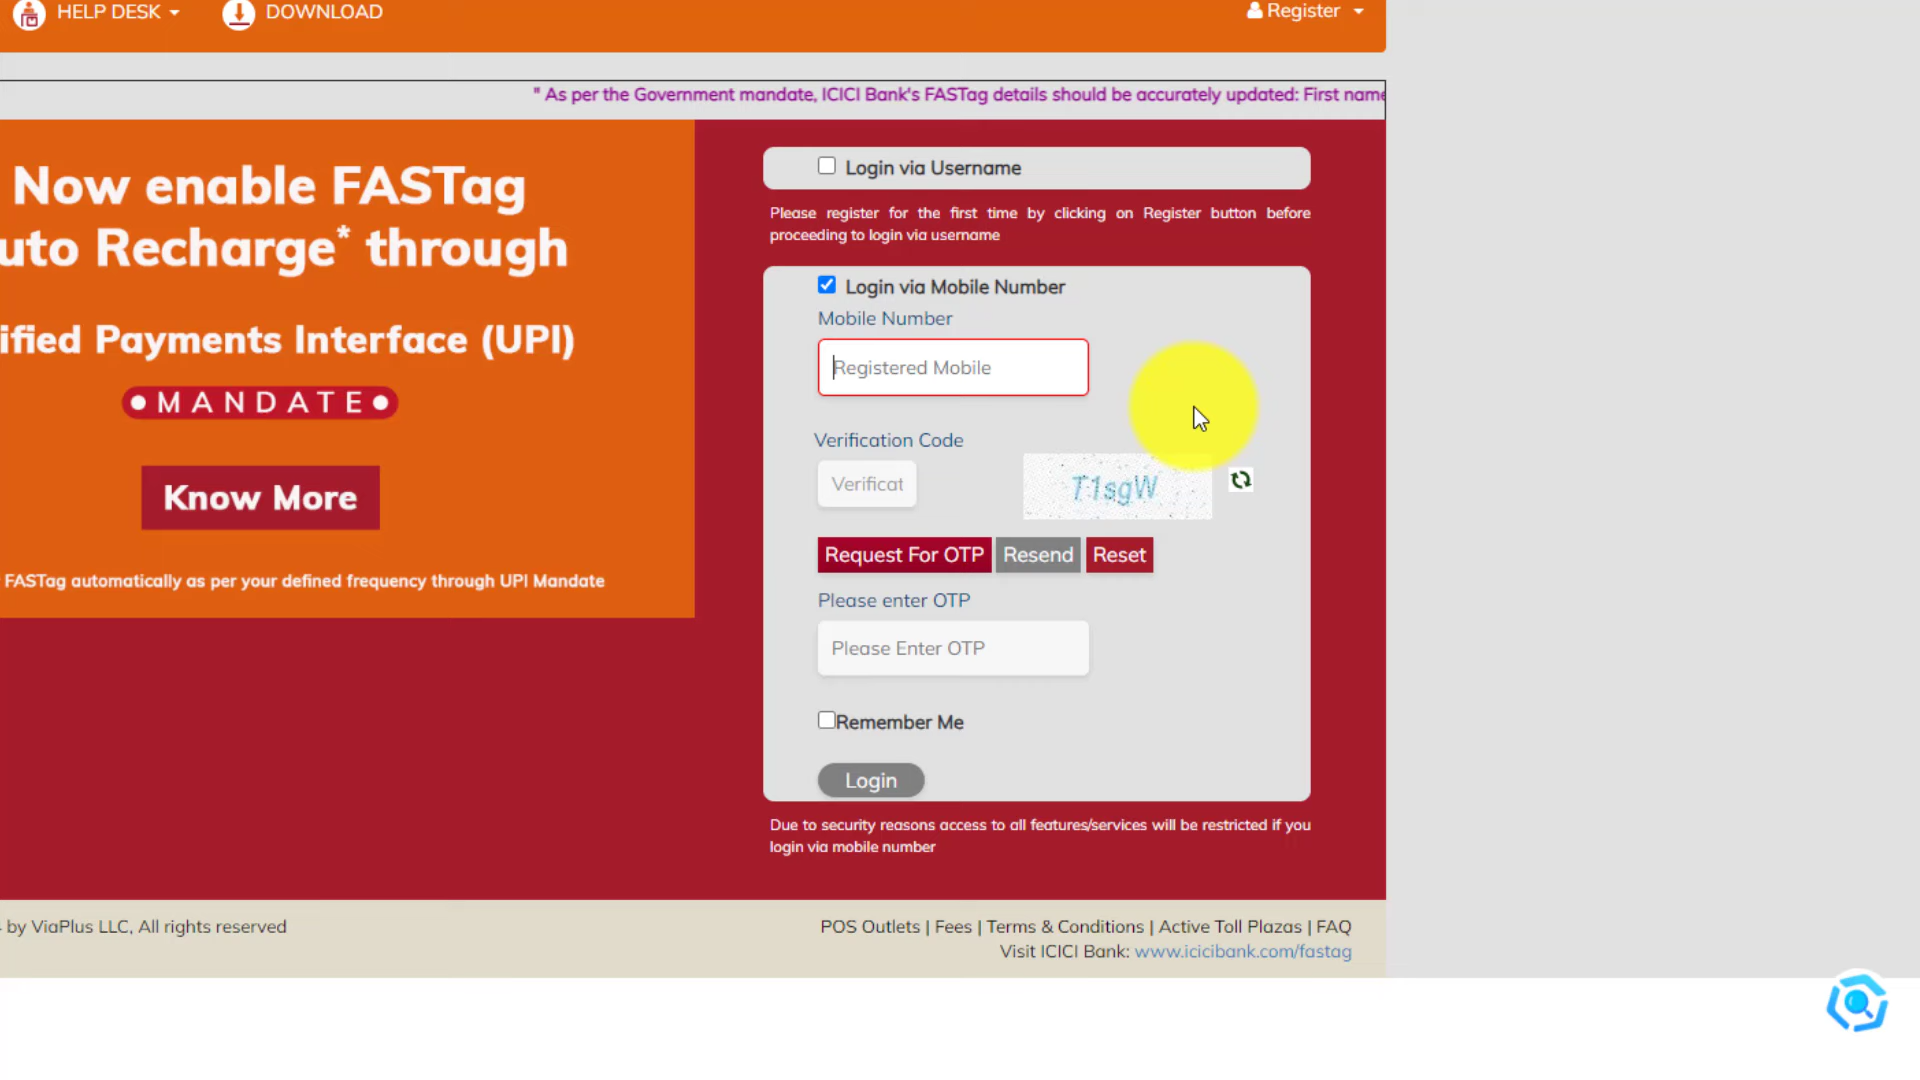 HELP DESK
DOWNLOAD
Register
" As per the Government mandate, ICICI Bank's FASTag details should be accurately updated: First name
Now enable FASTag
uto Recharge* through
ified Payments Interface (UPI)
MANDATE
Know More
FASTag automatically as per your defined frequency through UPI Mandate
Login via Username
Please register for the first time by clicking on Register button before
proceeding to login via username
Login via Mobile Number
Mobile Number
Registered Mobile
Verification Code
Verificat
T1sgW
Request For OTP Resend Reset
Please enter OTP
Please Enter OTP
Remember Me
Login
Due to security reasons access to all features/services will be restricted if you
login via mobile number
by ViaPlus LLC, All rights reserved
POS Outlets | Fees | Terms & Conditions | Active Toll Plazas | FAQ
Visit ICICI Bank: www.icicibank.com/fastag